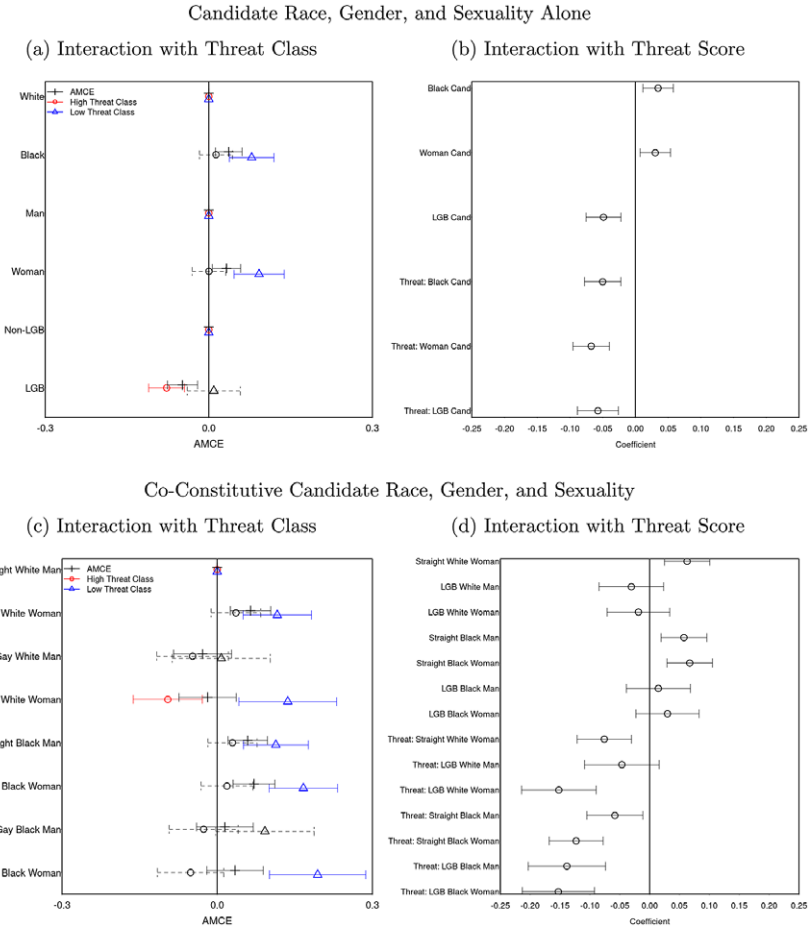 Candidate Race, Gender, and Sexuality Alone
(a) Interaction with Threat Class
(b) Interaction with Threat Score
White
Black
Man
Woman
Non-LGB
LGB
AMCE
High Threat Class
Low Threat Class
-0.3
0.0
0.3
AMCE
Black Cand
Woman Cand
LGB Cand
Threat: Black Cand
Threat: Woman Cand
Threat: LGB Cand
-0.25 -0.20 -0.15 -0.10 -0.05 0.00 0.05 0.10 0.15 0.20 0.25
Coefficient
Co-Constitutive Candidate Race, Gender, and Sexuality
(c) Interaction with Threat Class
(d) Interaction with Threat Score
ght White Man
White Woman
Gay White Man
White Woman
ght Black Man
Black Woman
Gay Black Man
Black Woman
AMCE
High Threat Class
Low Threat Class
-0.3
0.0
0.3
AMCE
Straight White Woman
LGB White Man
LGB White Woman
Straight Black Man
Straight Black Woman
LGB Black Man
LGB Black Woman
Threat: Straight White Woman
Threat: LGB White Man
Threat: LGB White Woman
Threat: Straight Black Man
Threat: Straight Black Woman
Threat: LGB Black Man
Threat: LGB Black Woman
-0.25 -0.20 -0.15 -0.10 -0.05 0.00 0.05 0.10 0.15 0.20 0.25
Coefficient